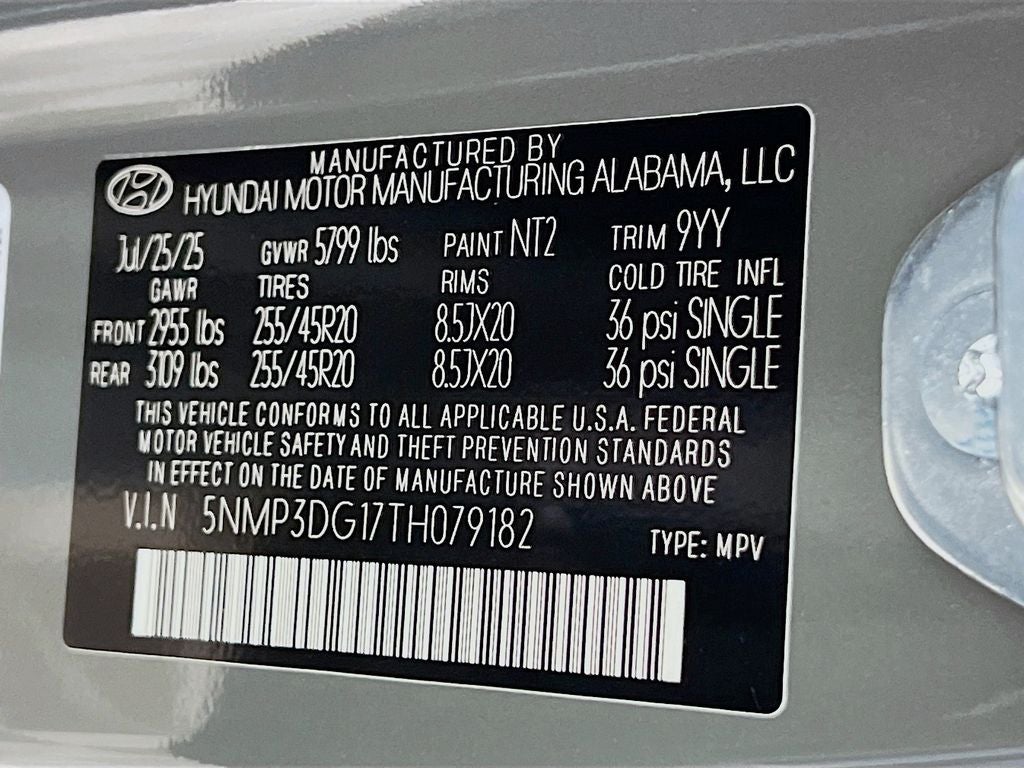 MANUFACTURED BY
HYUNDAI MOTOR MANUFACTURING ALABAMA, LLC
Jul/25/25 GVWR 5799 lbs PAINT NT2 TRIM 9YY
GAWR TIRES RIMS COLD TIRE INFL
FRONT 2955 lbs 255/45R20 8.5JX20 36 psi SINGLE
REAR 3109 lbs 255/45R20 8.5JX20 36 psi SINGLE
THIS VEHICLE CONFORMS TO ALL APPLICABLE U.S.A. FEDERAL
MOTOR VEHICLE SAFETY AND THEFT PREVENTION STANDARDS
IN EFFECT ON THE DATE OF MANUFACTURE SHOWN ABOVE
V.I.N 5NMP3DG17TH079182 TYPE: MPV